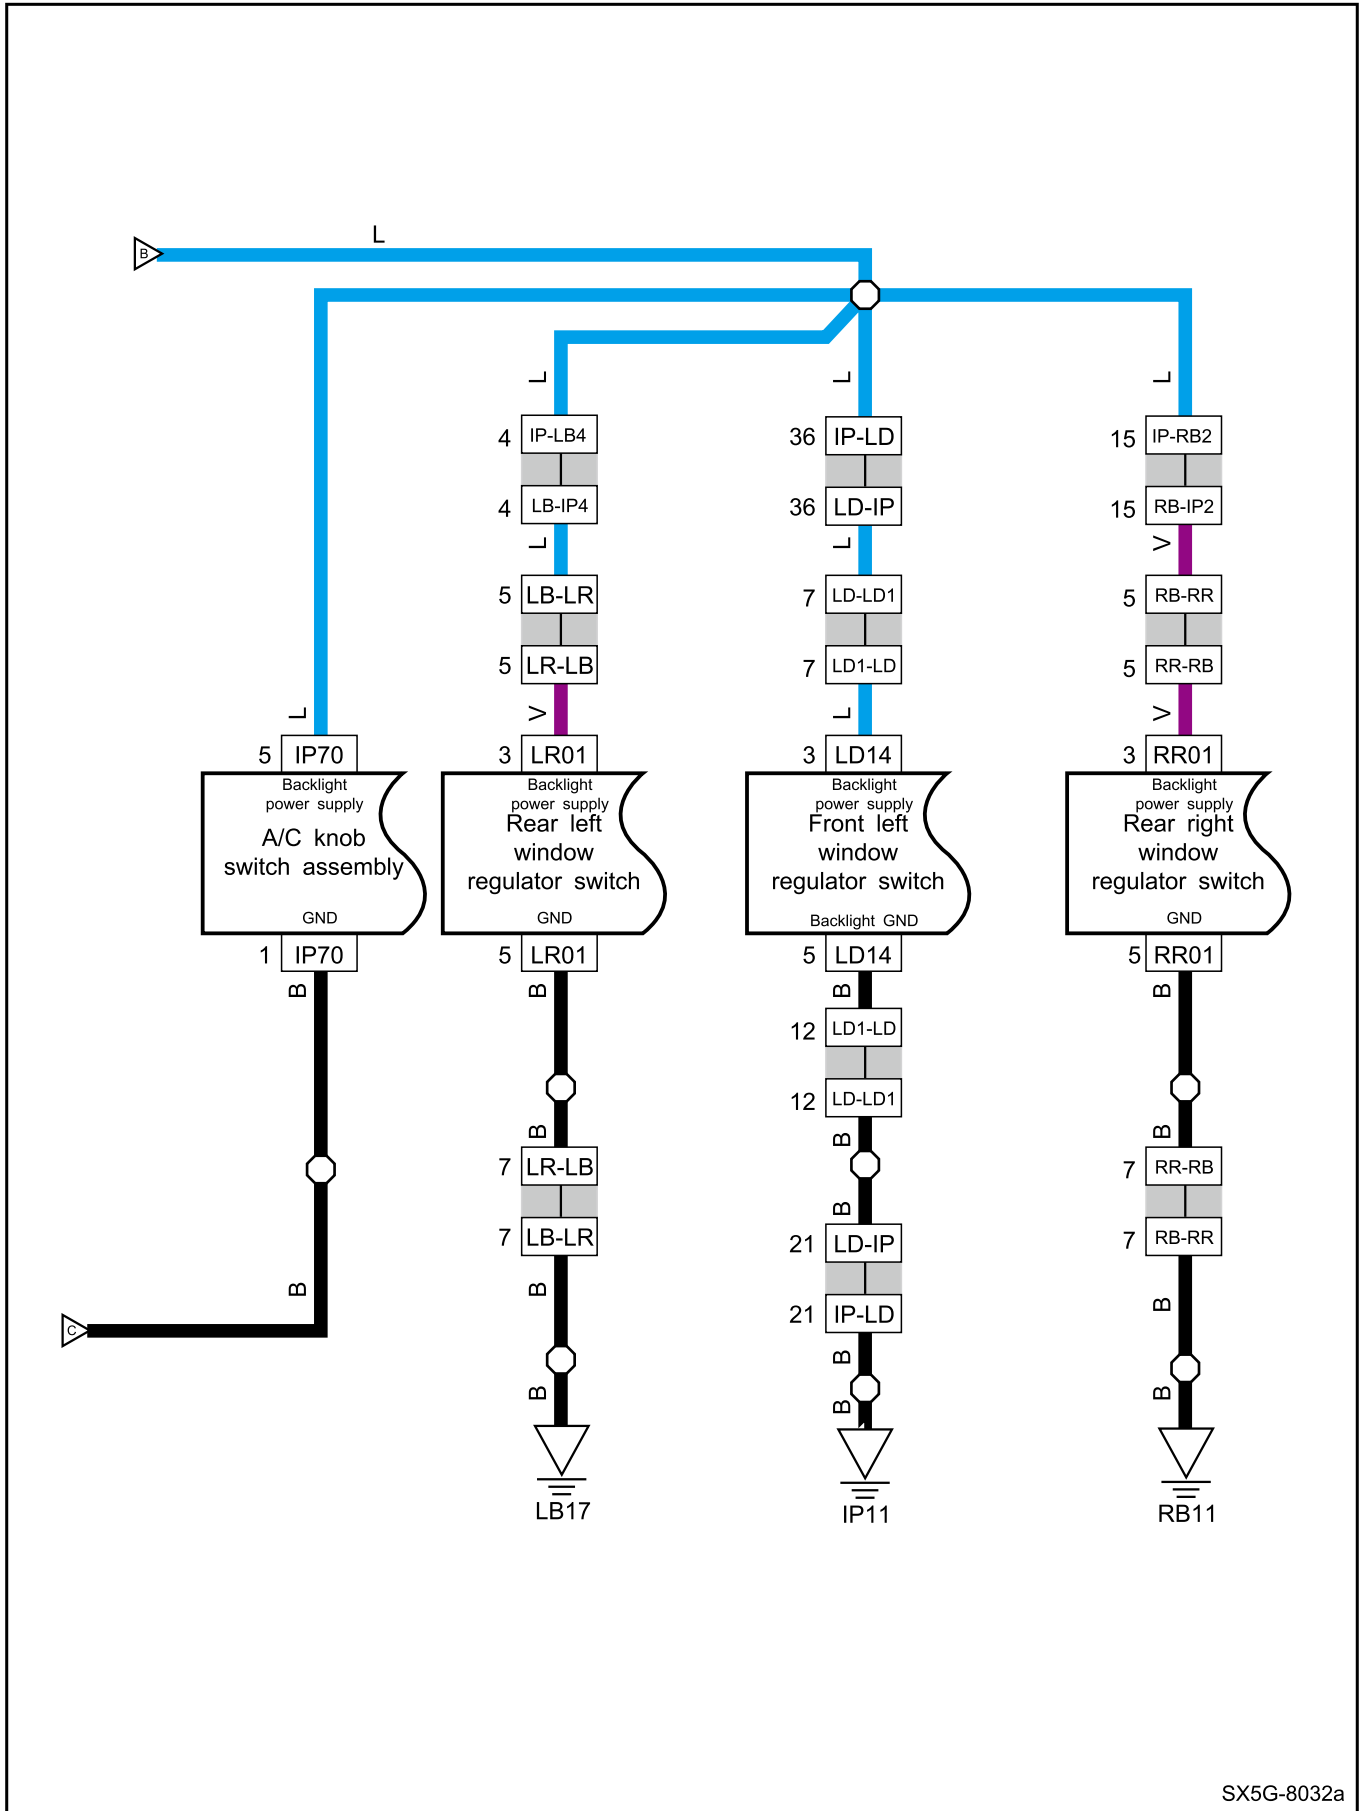 L
B
L
L
L
4 IP-LB4
36 IP-LD
15 IP-RB2
4 LB-IP4
36 LD-IP
15 RB-IP2
L
L
V
5 LB-LR
7 LD-LD1
5 RB-RR
5 LR-LB
7 LD1-LD
5 RR-RB
L
V
L
V
5 IP70
3 LR01
3 LD14
3 RR01
Backlight
power supply
A/C knob
switch assembly
GND
Backlight
power supply
Rear left
window
regulator switch
GND
Backlight
power supply
Front left
window
regulator switch
Backlight GND
Backlight
power supply
Rear right
window
regulator switch
GND
1 IP70
5 LR01
5 LD14
5 RR01
B
B
B
B
12 LD1-LD
12 LD-LD1
B
B
B
7 LR-LB
7 RR-RB
B
7 LB-LR
21 LD-IP
7 RB-RR
B
B
B
21 IP-LD
C
B
B
B
B
LB17
IP11
RB11
SX5G-8032a